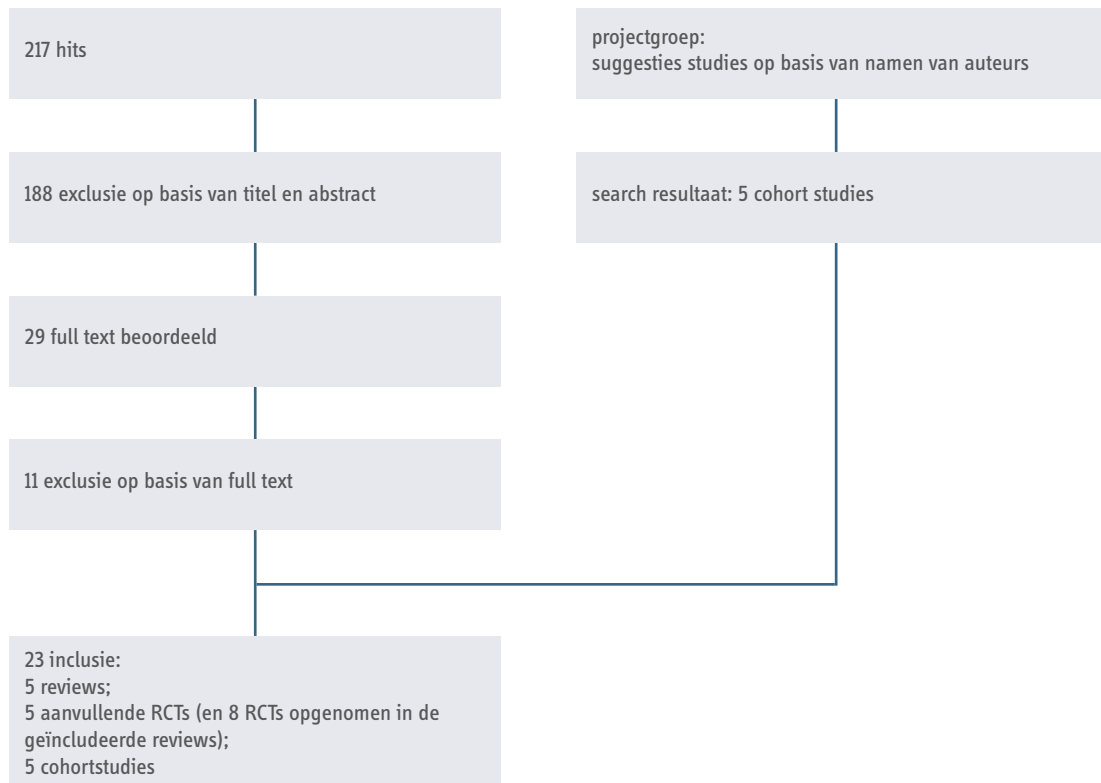 217 hits
188 exclusie op basis van titel en abstract
29 full text beoordeeld
11 exclusie op basis van full text
projectgroep:
suggesties studies op basis van namen van auteurs
search resultaat: 5 cohort studies
23 inclusie:
5 reviews;
5 aanvullende RCTs (en 8 RCTs opgenomen in de
geïncludeerde reviews);
5 cohortstudies